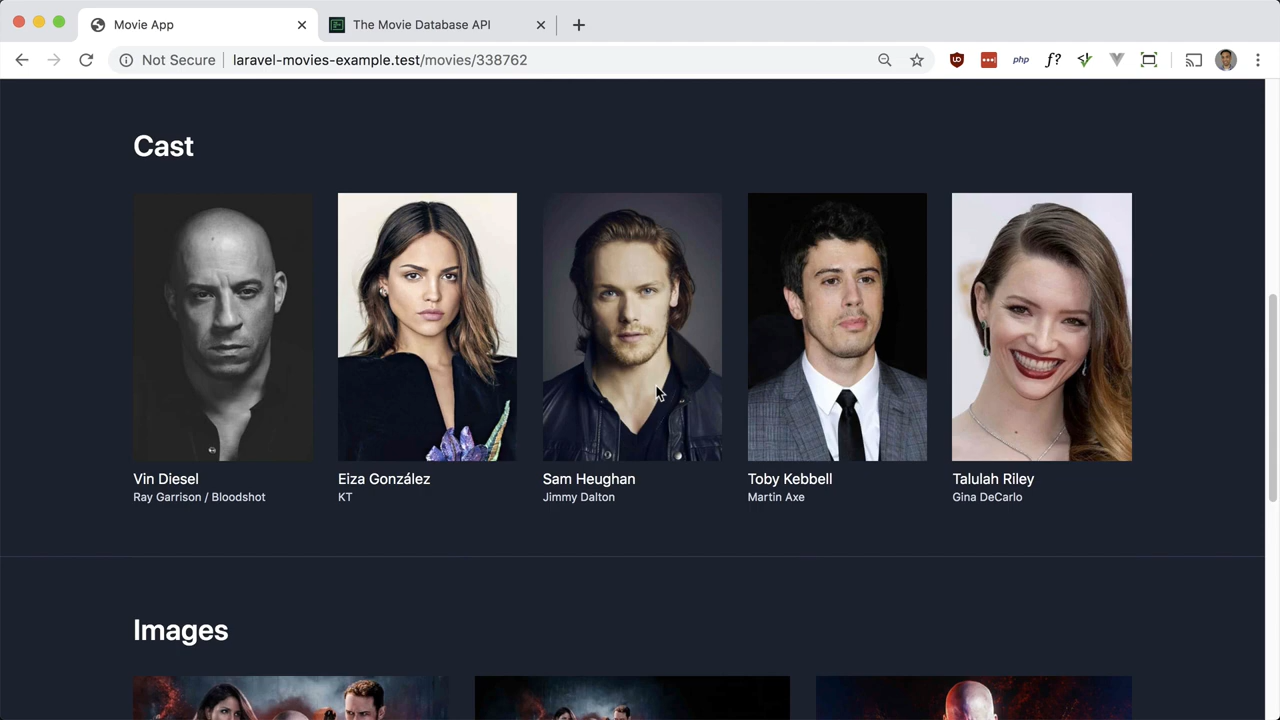 Movie App
The Movie Database API
Not Secure
laravel-movies-example.test/movies/338762
php
f?
Cast
Vin Diesel
Ray Garrison / Bloodshot
Eiza González
KT
Sam Heughan
Jimmy Dalton
Toby Kebbell
Martin Axe
Talulah Riley
Gina DeCarlo
Images